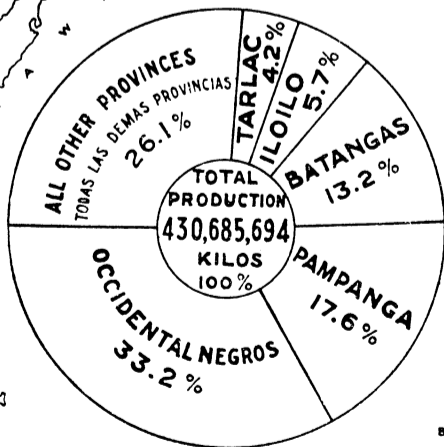 TARLAC
4.2%
ILOILO
5.7%
BATANGAS
13.2%
PAMPANGA
17.6%
OCCIDENTAL NEGROS
33.2%
ALL OTHER PROVINCES
TODAS LAS DEMAS PROVINCIAS
26.1%
TOTAL
PRODUCTION
430,685,694
KILOS
100%
W
A